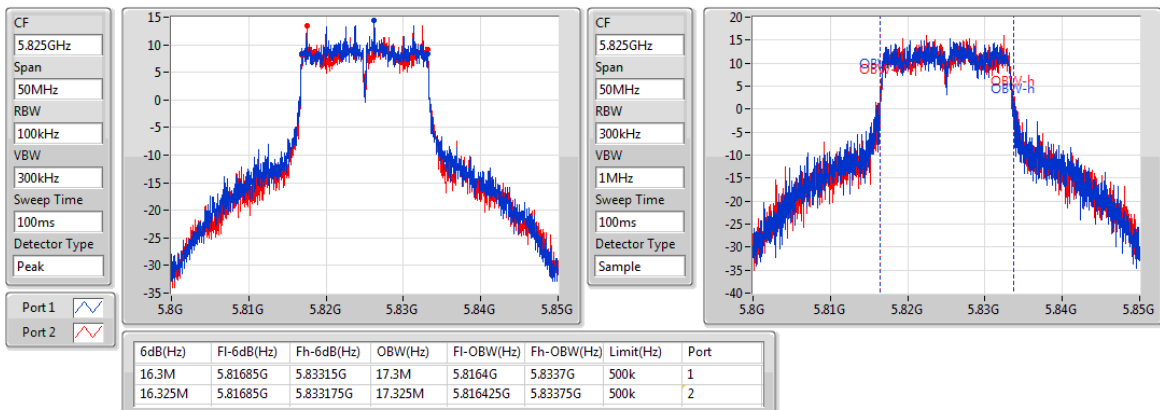 CF
5.825GHz
Span
50MHz
RBW
100kHz
VBW
300kHz
Sweep Time
100ms
Detector Type
Peak
Port 1
Port 2
15
10
5
0
-5
-10
-15
-20
-25
-30
-35
5.8G
5.81G
5.82G
5.83G
5.84G
5.85G
CF
5.825GHz
Span
50MHz
RBW
300kHz
VBW
1MHz
Sweep Time
100ms
Detector Type
Sample
20
15
10
5
0
-5
-10
-15
-20
-25
-30
-35
-40
OBW-h
OBW-h
5.8G
5.81G
5.82G
5.83G
5.84G
5.85G
6dB(Hz) Fl-6dB(Hz) Fh-6dB(Hz) OBW(Hz) Fl-OBW(Hz) Fh-OBW(Hz) Limit(Hz) Port
16.3M 5.81685G 5.83315G 17.3M 5.8164G 5.8337G 500k 1
16.325M 5.81685G 5.833175G 17.325M 5.816425G 5.83375G 500k 2